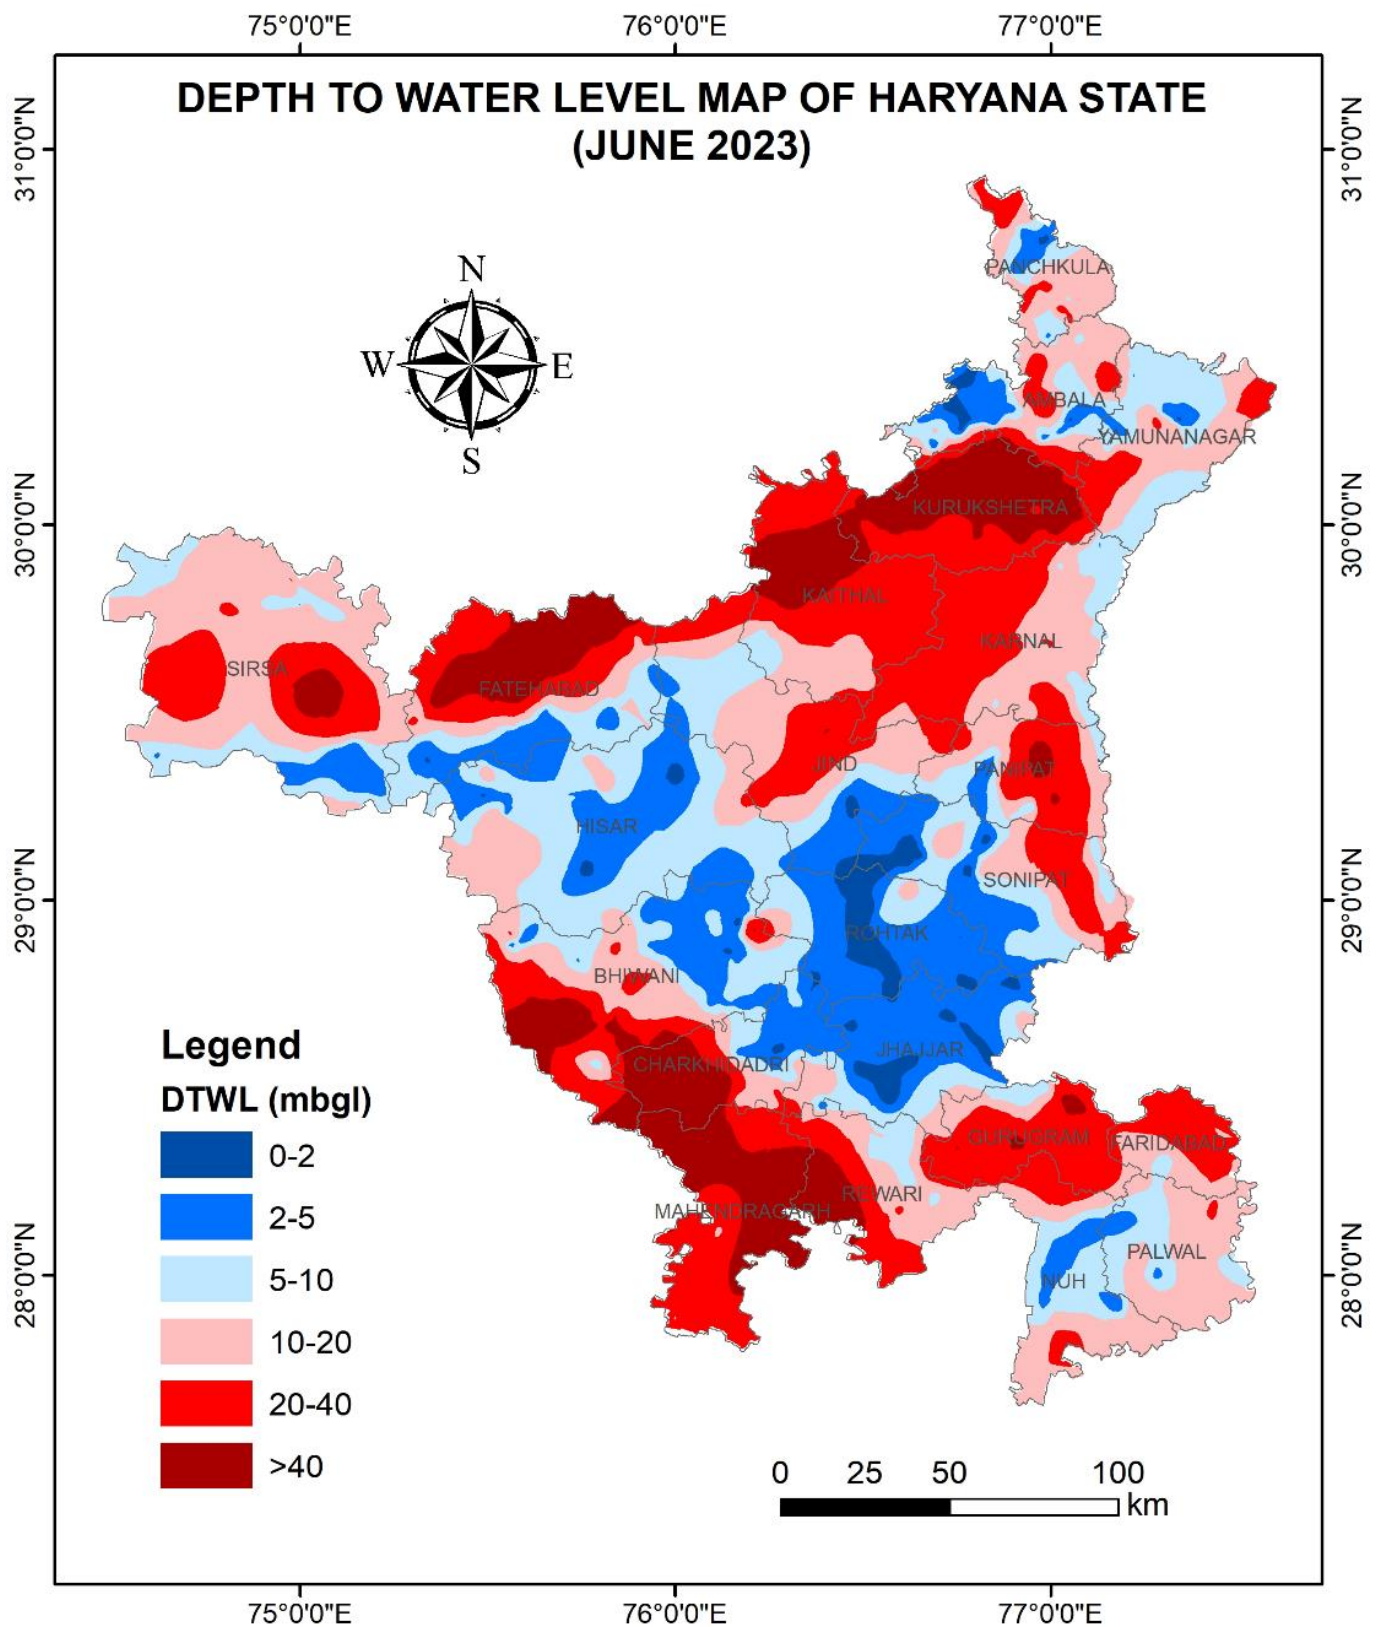 75°0'0"E 76°0'0"E 77°0'0"E
DEPTH TO WATER LEVEL MAP OF HARYANA STATE
(JUNE 2023)
31°0'0"N 31°0'0"N
N
W E
S
PANCHKULA
AMBALA
YAMUNANAGAR
KURUKSHETRA
30°0'0"N 30°0'0"N
KAITHAL
KARNAL
SIRSA
FATEHABAD
JIND
PANIPAT
HISAR
SONIPAT
29°0'0"N 29°0'0"N
ROHTAK
BHIWANI
JHAJJAR
CHARKHIDADRI
GURUGRAM
FARIDABAD
REWARI
MAHENDRAGARH
PALWAL
NUH
28°0'0"N 28°0'0"N
Legend
DTWL (mbgl)
0-2
2-5
5-10
10-20
20-40
>40
0 25 50 100
km
75°0'0"E 76°0'0"E 77°0'0"E